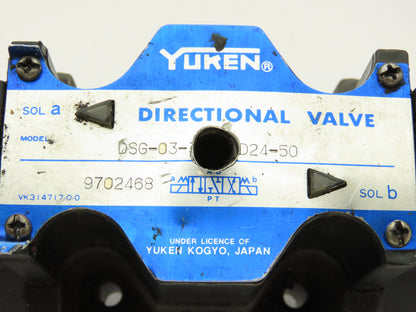 YUKEN®
SOL a
DIRECTIONAL VALVE
MODEL
DSG-03- D24-50
9702468
a b
P T
SOL b
VK314717-0-0
UNDER LICENCE OF
YUKEN KOGYO, JAPAN